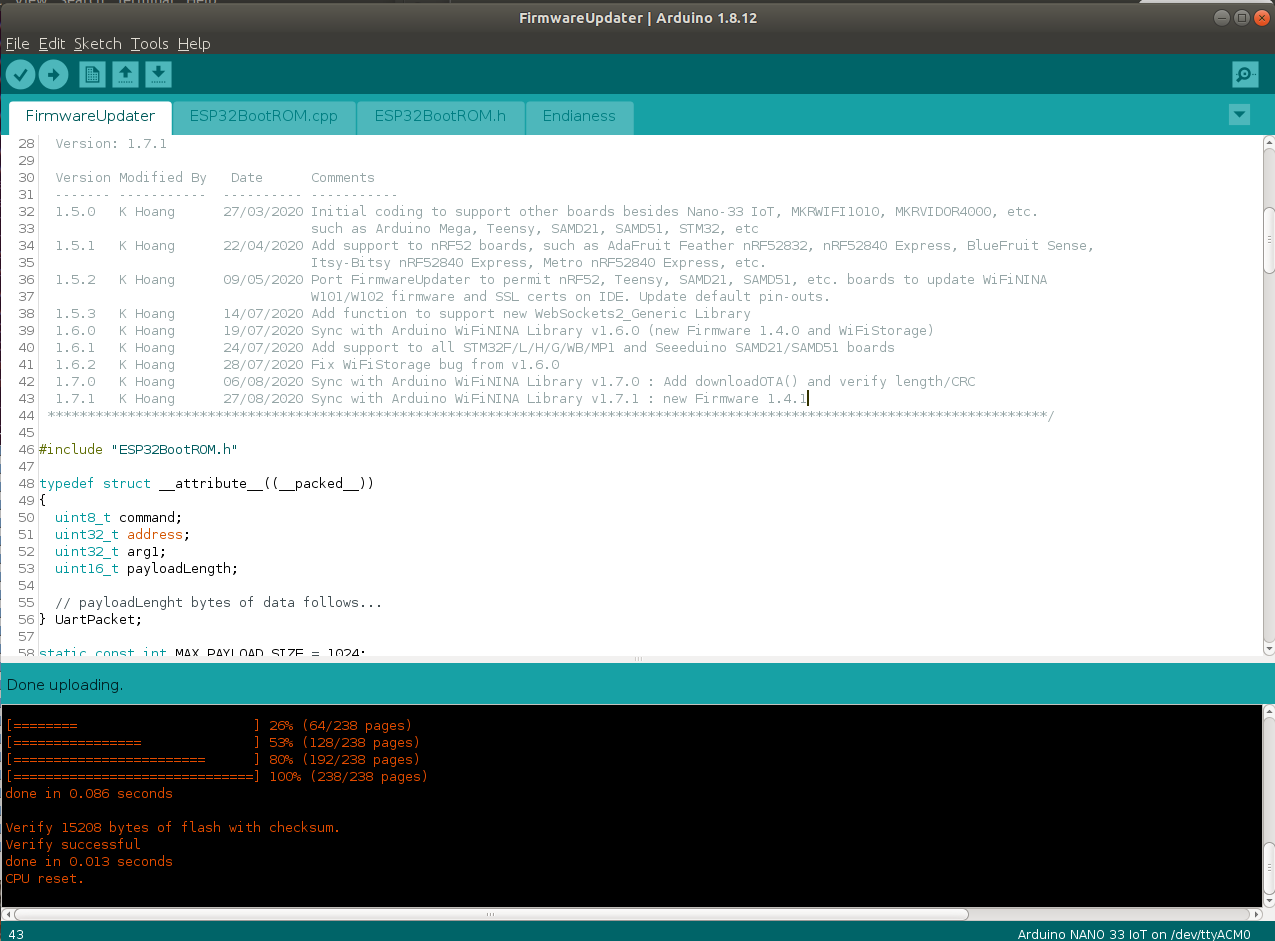 View Search Terminal Help
FirmwareUpdater | Arduino 1.8.12
File Edit Sketch Tools Help
FirmwareUpdater ESP32BootROM.cpp ESP32BootROM.h Endianess
28 Version: 1.7.1
29
30 Version Modified By Date Comments
31 ------- ----------- ---------- -----------
32 1.5.0 K Hoang 27/03/2020 Initial coding to support other boards besides Nano-33 IoT, MKRWIFI1010, MKRVIDOR4000, etc.
33 such as Arduino Mega, Teensy, SAMD21, SAMD51, STM32, etc
34 1.5.1 K Hoang 22/04/2020 Add support to nRF52 boards, such as AdaFruit Feather nRF52832, nRF52840 Express, BlueFruit Sense,
35 Itsy-Bitsy nRF52840 Express, Metro nRF52840 Express, etc.
36 1.5.2 K Hoang 09/05/2020 Port FirmwareUpdater to permit nRF52, Teensy, SAMD21, SAMD51, etc. boards to update WiFiNINA
37 W101/W102 firmware and SSL certs on IDE. Update default pin-outs.
38 1.5.3 K Hoang 14/07/2020 Add function to support new WebSockets2_Generic Library
39 1.6.0 K Hoang 19/07/2020 Sync with Arduino WiFiNINA Library v1.6.0 (new Firmware 1.4.0 and WiFiStorage)
40 1.6.1 K Hoang 24/07/2020 Add support to all STM32F/L/H/G/WB/MP1 and Seeeduino SAMD21/SAMD51 boards
41 1.6.2 K Hoang 28/07/2020 Fix WiFiStorage bug from v1.6.0
42 1.7.0 K Hoang 06/08/2020 Sync with Arduino WiFiNINA Library v1.7.0 : Add downloadOTA() and verify length/CRC
43 1.7.1 K Hoang 27/08/2020 Sync with Arduino WiFiNINA Library v1.7.1 : new Firmware 1.4.1
44 *****************************************************************************************************************************/
45
46 #include "ESP32BootROM.h"
47
48 typedef struct __attribute__((__packed__))
49 {
50 uint8_t command;
51 uint32_t address;
52 uint32_t arg1;
53 uint16_t payloadLength;
54
55 // payloadLenght bytes of data follows...
56 } UartPacket;
57
58 static const int MAX_PAYLOAD_SIZE = 1024;
Done uploading.
[======== ] 26% (64/238 pages)
[================ ] 53% (128/238 pages)
[======================== ] 80% (192/238 pages)
[==============================] 100% (238/238 pages)
done in 0.086 seconds
Verify 15208 bytes of flash with checksum.
Verify successful
done in 0.013 seconds
CPU reset.
43 Arduino NANO 33 IoT on /dev/ttyACM0